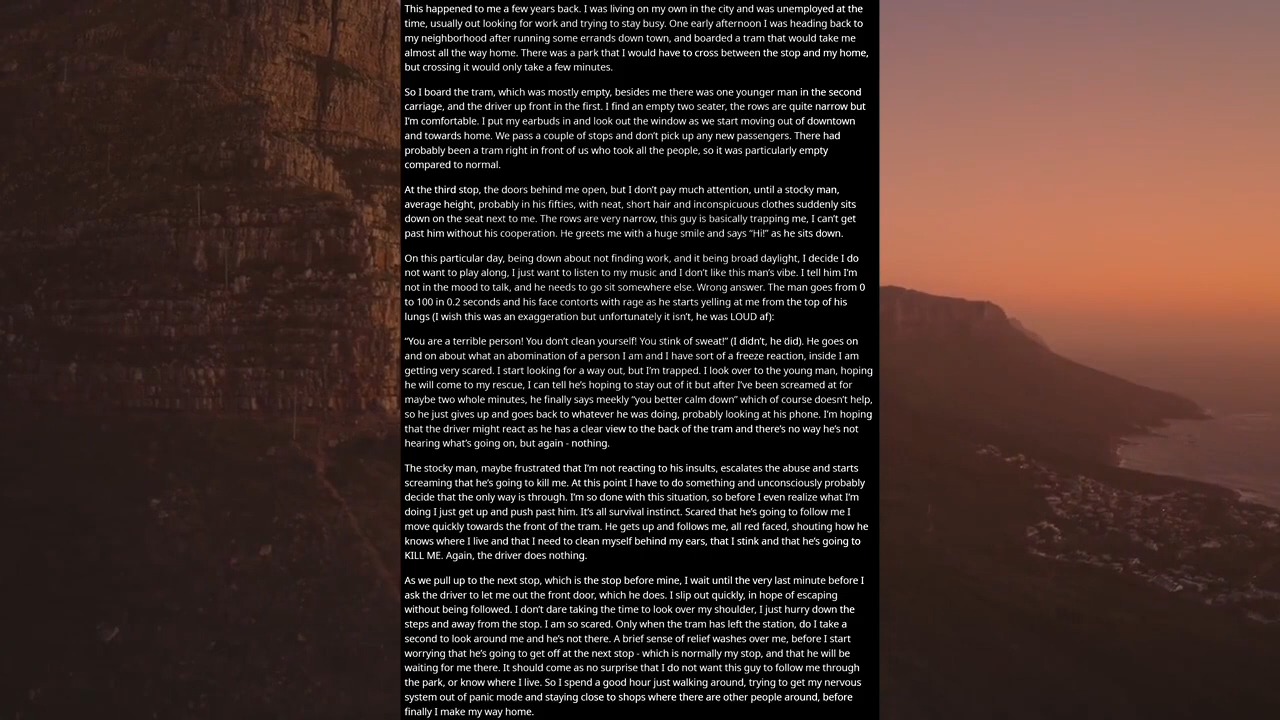 This happened to me a few years back. I was living on my own in the city and was unemployed at the
time, usually out looking for work and trying to stay busy. One early afternoon I was heading back to
my neighborhood after running some errands down town, and boarded a tram that would take me
almost all the way home. There was a park that I would have to cross between the stop and my home,
but crossing it would only take a few minutes.
So I board the tram, which was mostly empty, besides me there was one younger man in the second
carriage, and the driver up front in the first. I find an empty two seater, the rows are quite narrow but
I'm comfortable. I put my earbuds in and look out the window as we start moving out of downtown
and towards home. We pass a couple of stops and don't pick up any new passengers. There had
probably been a tram right in front of us who took all the people, so it was particularly empty
compared to normal.
At the third stop, the doors behind me open, but I don't pay much attention, until a stocky man,
average height, probably in his fifties, with neat, short hair and inconspicuous clothes suddenly sits
down on the seat next to me. The rows are very narrow, this guy is basically trapping me, I can't get
past him without his cooperation. He greets me with a huge smile and says “Hi!” as he sits down.
On this particular day, being down about not finding work, and it being broad daylight, I decide I do
not want to play along, I just want to listen to my music and I don't like this man's vibe. I tell him I'm
not in the mood to talk, and he needs to go sit somewhere else. Wrong answer. The man goes from 0
to 100 in 0.2 seconds and his face contorts with rage as he starts yelling at me from the top of his
lungs (I wish this was an exaggeration but unfortunately it isn't, he was LOUD af):
“You are a terrible person! You don't clean yourself! You stink of sweat!” (I didn't, he did). He goes on
and on about what an abomination of a person I am and I have sort of a freeze reaction, inside I am
getting very scared. I start looking for a way out, but I'm trapped. I look over to the young man, hoping
he will come to my rescue, I can tell he's hoping to stay out of it but after I've been screamed at for
maybe two whole minutes, he finally says meekly “you better calm down” which of course doesn't help,
so he just gives up and goes back to whatever he was doing, probably looking at his phone. I'm hoping
that the driver might react as he has a clear view to the back of the tram and there's no way he's not
hearing what's going on, but again - nothing.
The stocky man, maybe frustrated that I'm not reacting to his insults, escalates the abuse and starts
screaming that he's going to kill me. At this point I have to do something and unconsciously probably
decide that the only way is through. I'm so done with this situation, so before I even realize what I'm
doing I just get up and push past him. It's all survival instinct. Scared that he's going to follow me I
move quickly towards the front of the tram. He gets up and follows me, all red faced, shouting how he
knows where I live and that I need to clean myself behind my ears, that I stink and that he's going to
KILL ME. Again, the driver does nothing.
As we pull up to the next stop, which is the stop before mine, I wait until the very last minute before I
ask the driver to let me out the front door, which he does. I slip out quickly, in hope of escaping
without being followed. I don't dare taking the time to look over my shoulder, I just hurry down the
steps and away from the stop. I am so scared. Only when the tram has left the station, do I take a
second to look around me and he's not there. A brief sense of relief washes over me, before I start
worrying that he's going to get off at the next stop - which is normally my stop, and that he will be
waiting for me there. It should come as no surprise that I do not want this guy to follow me through
the park, or know where I live. So I spend a good hour just walking around, trying to get my nervous
system out of panic mode and staying close to shops where there are other people around, before
finally I make my way home.